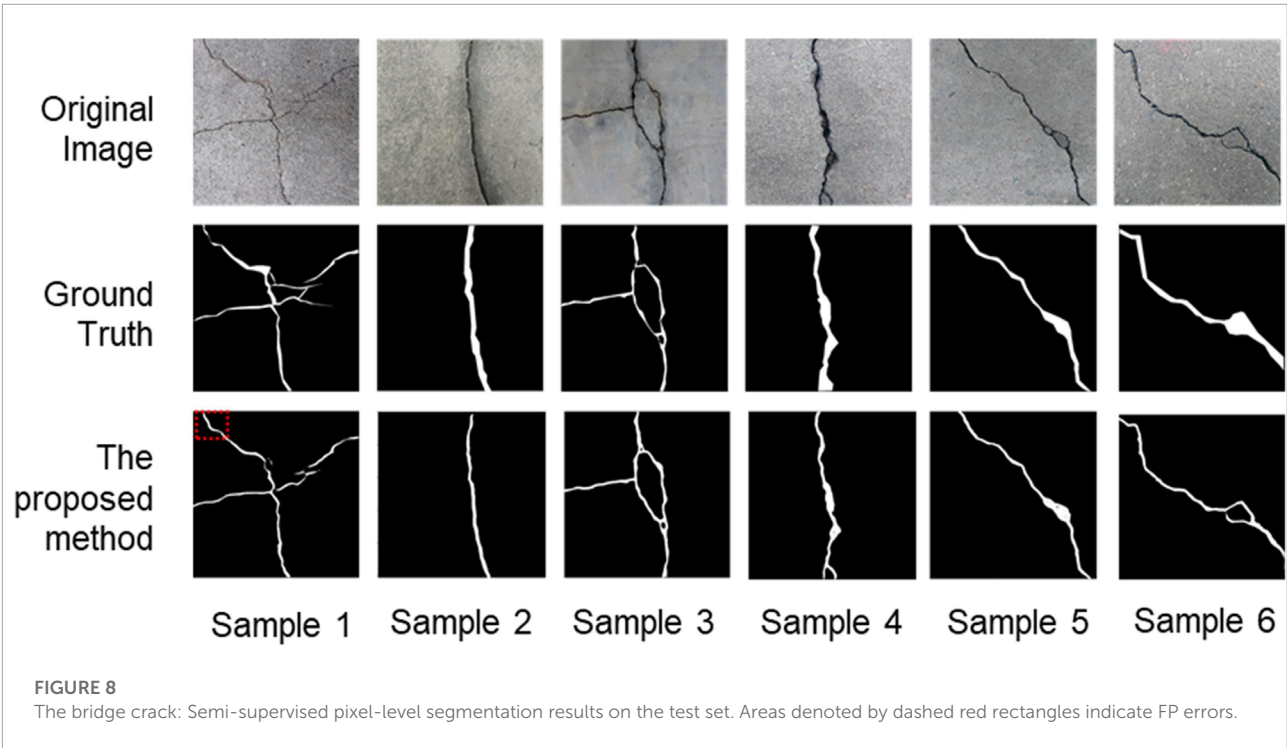 Original
Image
Ground
Truth
The
proposed
method
Sample 1 Sample 2 Sample 3 Sample 4 Sample 5 Sample 6
FIGURE 8
The bridge crack: Semi-supervised pixel-level segmentation results on the test set. Areas denoted by dashed red rectangles indicate FP errors.